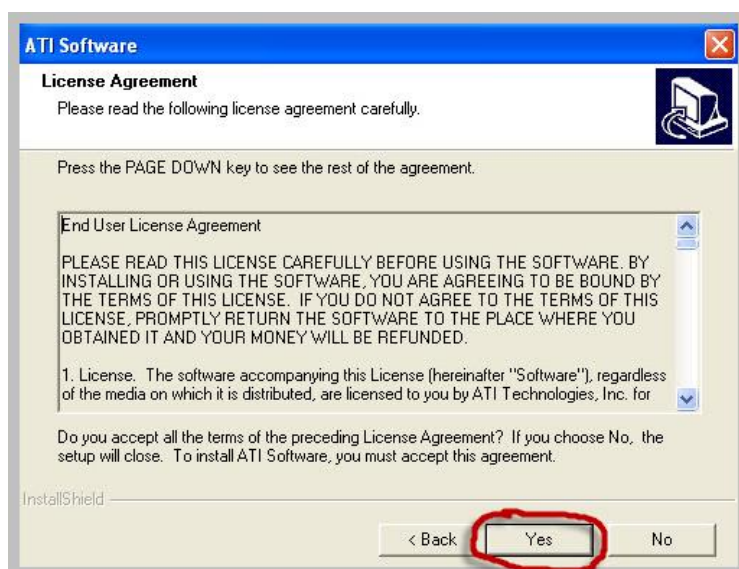 ATI Software
License Agreement
Please read the following license agreement carefully.
Press the PAGE DOWN key to see the rest of the agreement.
End User License Agreement
PLEASE READ THIS LICENSE CAREFULLY BEFORE USING THE SOFTWARE. BY
INSTALLING OR USING THE SOFTWARE, YOU ARE AGREEING TO BE BOUND BY
THE TERMS OF THIS LICENSE. IF YOU DO NOT AGREE TO THE TERMS OF THIS
LICENSE, PROMPTLY RETURN THE SOFTWARE TO THE PLACE WHERE YOU
OBTAINED IT AND YOUR MONEY WILL BE REFUNDED.
1. License. The software accompanying this License (hereinafter "Software"), regardless
of the media on which it is distributed, are licensed to you by ATI Technologies, Inc. for
Do you accept all the terms of the preceding License Agreement? If you choose No, the
setup will close. To install ATI Software, you must accept this agreement.
InstallShield
< Back Yes No